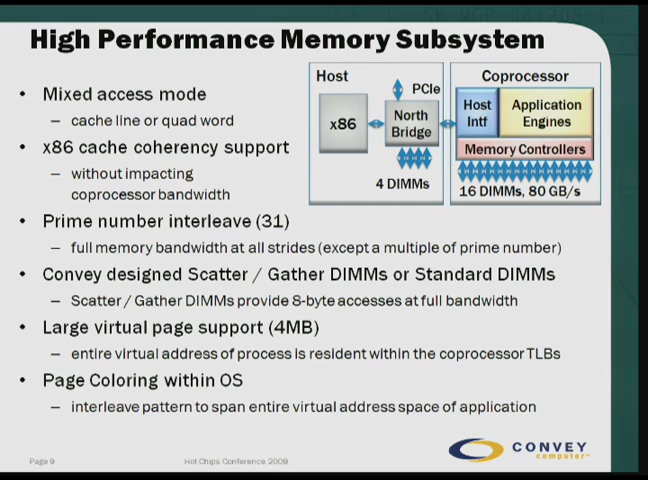 High Performance Memory Subsystem
• Mixed access mode
– cache line or quad word
• x86 cache coherency support
– without impacting
coprocessor bandwidth
• Prime number interleave (31)
– full memory bandwidth at all strides (except a multiple of prime number)
• Convey designed Scatter / Gather DIMMs or Standard DIMMs
– Scatter / Gather DIMMs provide 8-byte accesses at full bandwidth
• Large virtual page support (4MB)
– entire virtual address of process is resident within the coprocessor TLBs
• Page Coloring within OS
– interleave pattern to span entire virtual address space of application
Host
PCIe
x86
North
Bridge
4 DIMMs
Coprocessor
Host
Intf
Application
Engines
Memory Controllers
16 DIMMs, 80 GB/s
Page 9
Hot Chips Conference 2009
CONVEY
computer™